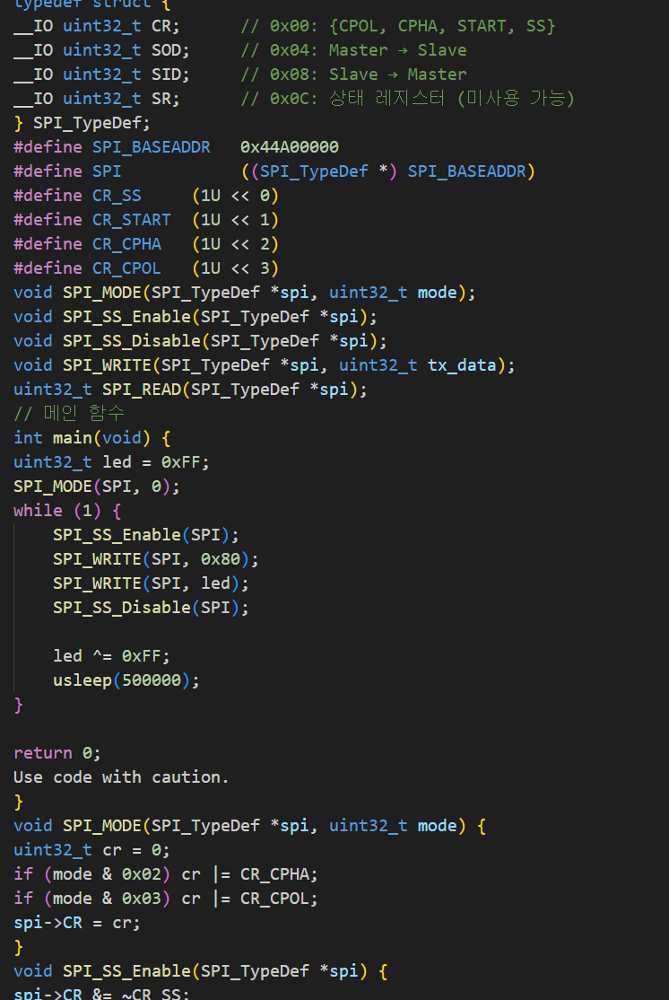 typedef struct {
__IO uint32_t CR;      // 0x00: {CPOL, CPHA, START, SS}
__IO uint32_t SOD;     // 0x04: Master → Slave
__IO uint32_t SID;     // 0x08: Slave → Master
__IO uint32_t SR;      // 0x0C: 상태 레지스터 (미사용 가능)
} SPI_TypeDef;
#define SPI_BASEADDR   0x44A00000
#define SPI            ((SPI_TypeDef *) SPI_BASEADDR)
#define CR_SS     (1U << 0)
#define CR_START  (1U << 1)
#define CR_CPHA   (1U << 2)
#define CR_CPOL   (1U << 3)
void SPI_MODE(SPI_TypeDef *spi, uint32_t mode);
void SPI_SS_Enable(SPI_TypeDef *spi);
void SPI_SS_Disable(SPI_TypeDef *spi);
void SPI_WRITE(SPI_TypeDef *spi, uint32_t tx_data);
uint32_t SPI_READ(SPI_TypeDef *spi);
// 메인 함수
int main(void) {
uint32_t led = 0xFF;
SPI_MODE(SPI, 0);
while (1) {
    SPI_SS_Enable(SPI);
    SPI_WRITE(SPI, 0x80);
    SPI_WRITE(SPI, led);
    SPI_SS_Disable(SPI);

    led ^= 0xFF;
    usleep(500000);
}

return 0;
Use code with caution.
}
void SPI_MODE(SPI_TypeDef *spi, uint32_t mode) {
uint32_t cr = 0;
if (mode & 0x02) cr |= CR_CPHA;
if (mode & 0x03) cr |= CR_CPOL;
spi->CR = cr;
}
void SPI_SS_Enable(SPI_TypeDef *spi) {
spi->CR &= ~CR_SS;